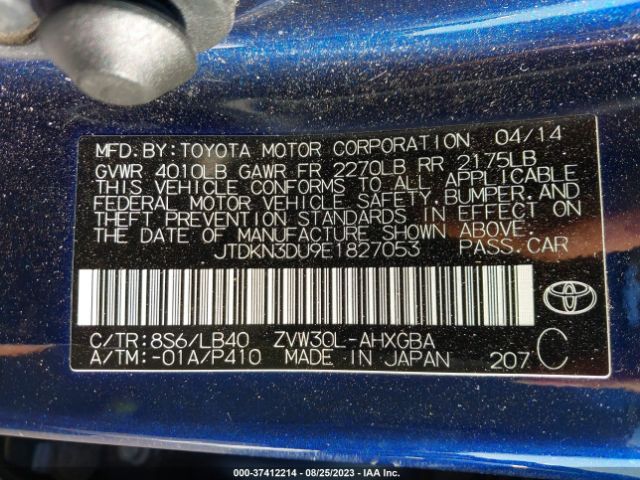 MFD.BY:TOYOTA MOTOR CORPORATION 04/14
GVWR 4010LB GAWR FR 2270LB RR 2175LB
THIS VEHICLE CONFORMS TO ALL APPLICABLE
FEDERAL MOTOR VEHICLE SAFETY,BUMPER,AND
THEFT PREVENTION STANDARDS IN EFFECT ON
THE DATE OF MANUFACTURE SHOWN ABOVE.
JTDKN3DU9E1827053 PASS.CAR
C/TR:8S6/LB40 ZVW30L-AHXGBA
A/TM:-01A/P410 MADE IN JAPAN 207 C
000-37412214 - 08/25/2023 - IAA Inc.